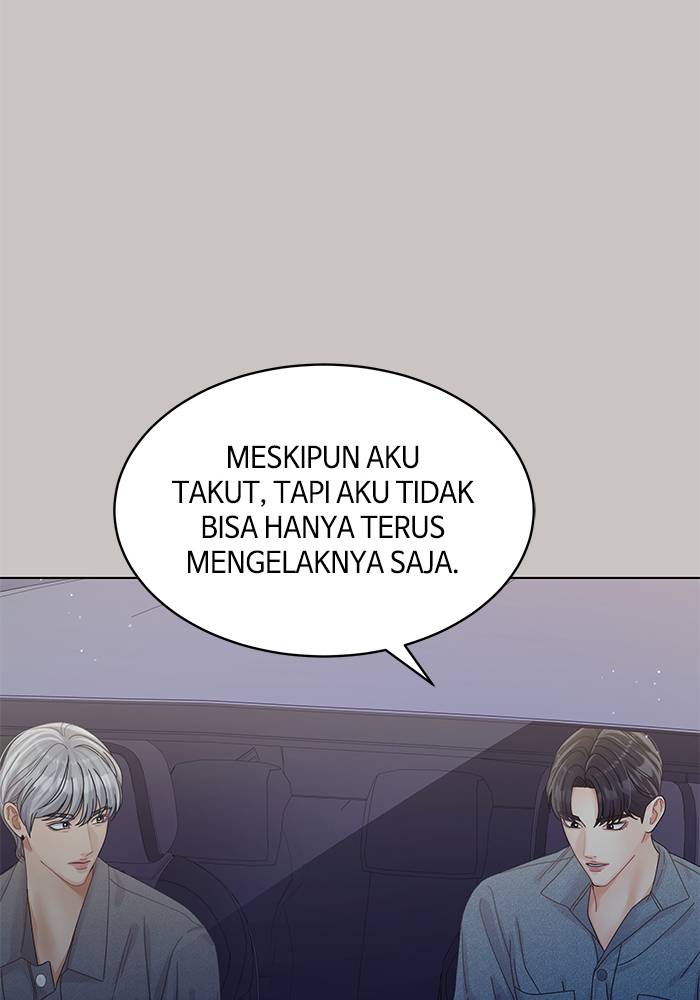 MESKIPUN AKU
TAKUT, TAPI AKU TIDAK
BISA HANYA TERUS
MENGELAKNYA SAJA.